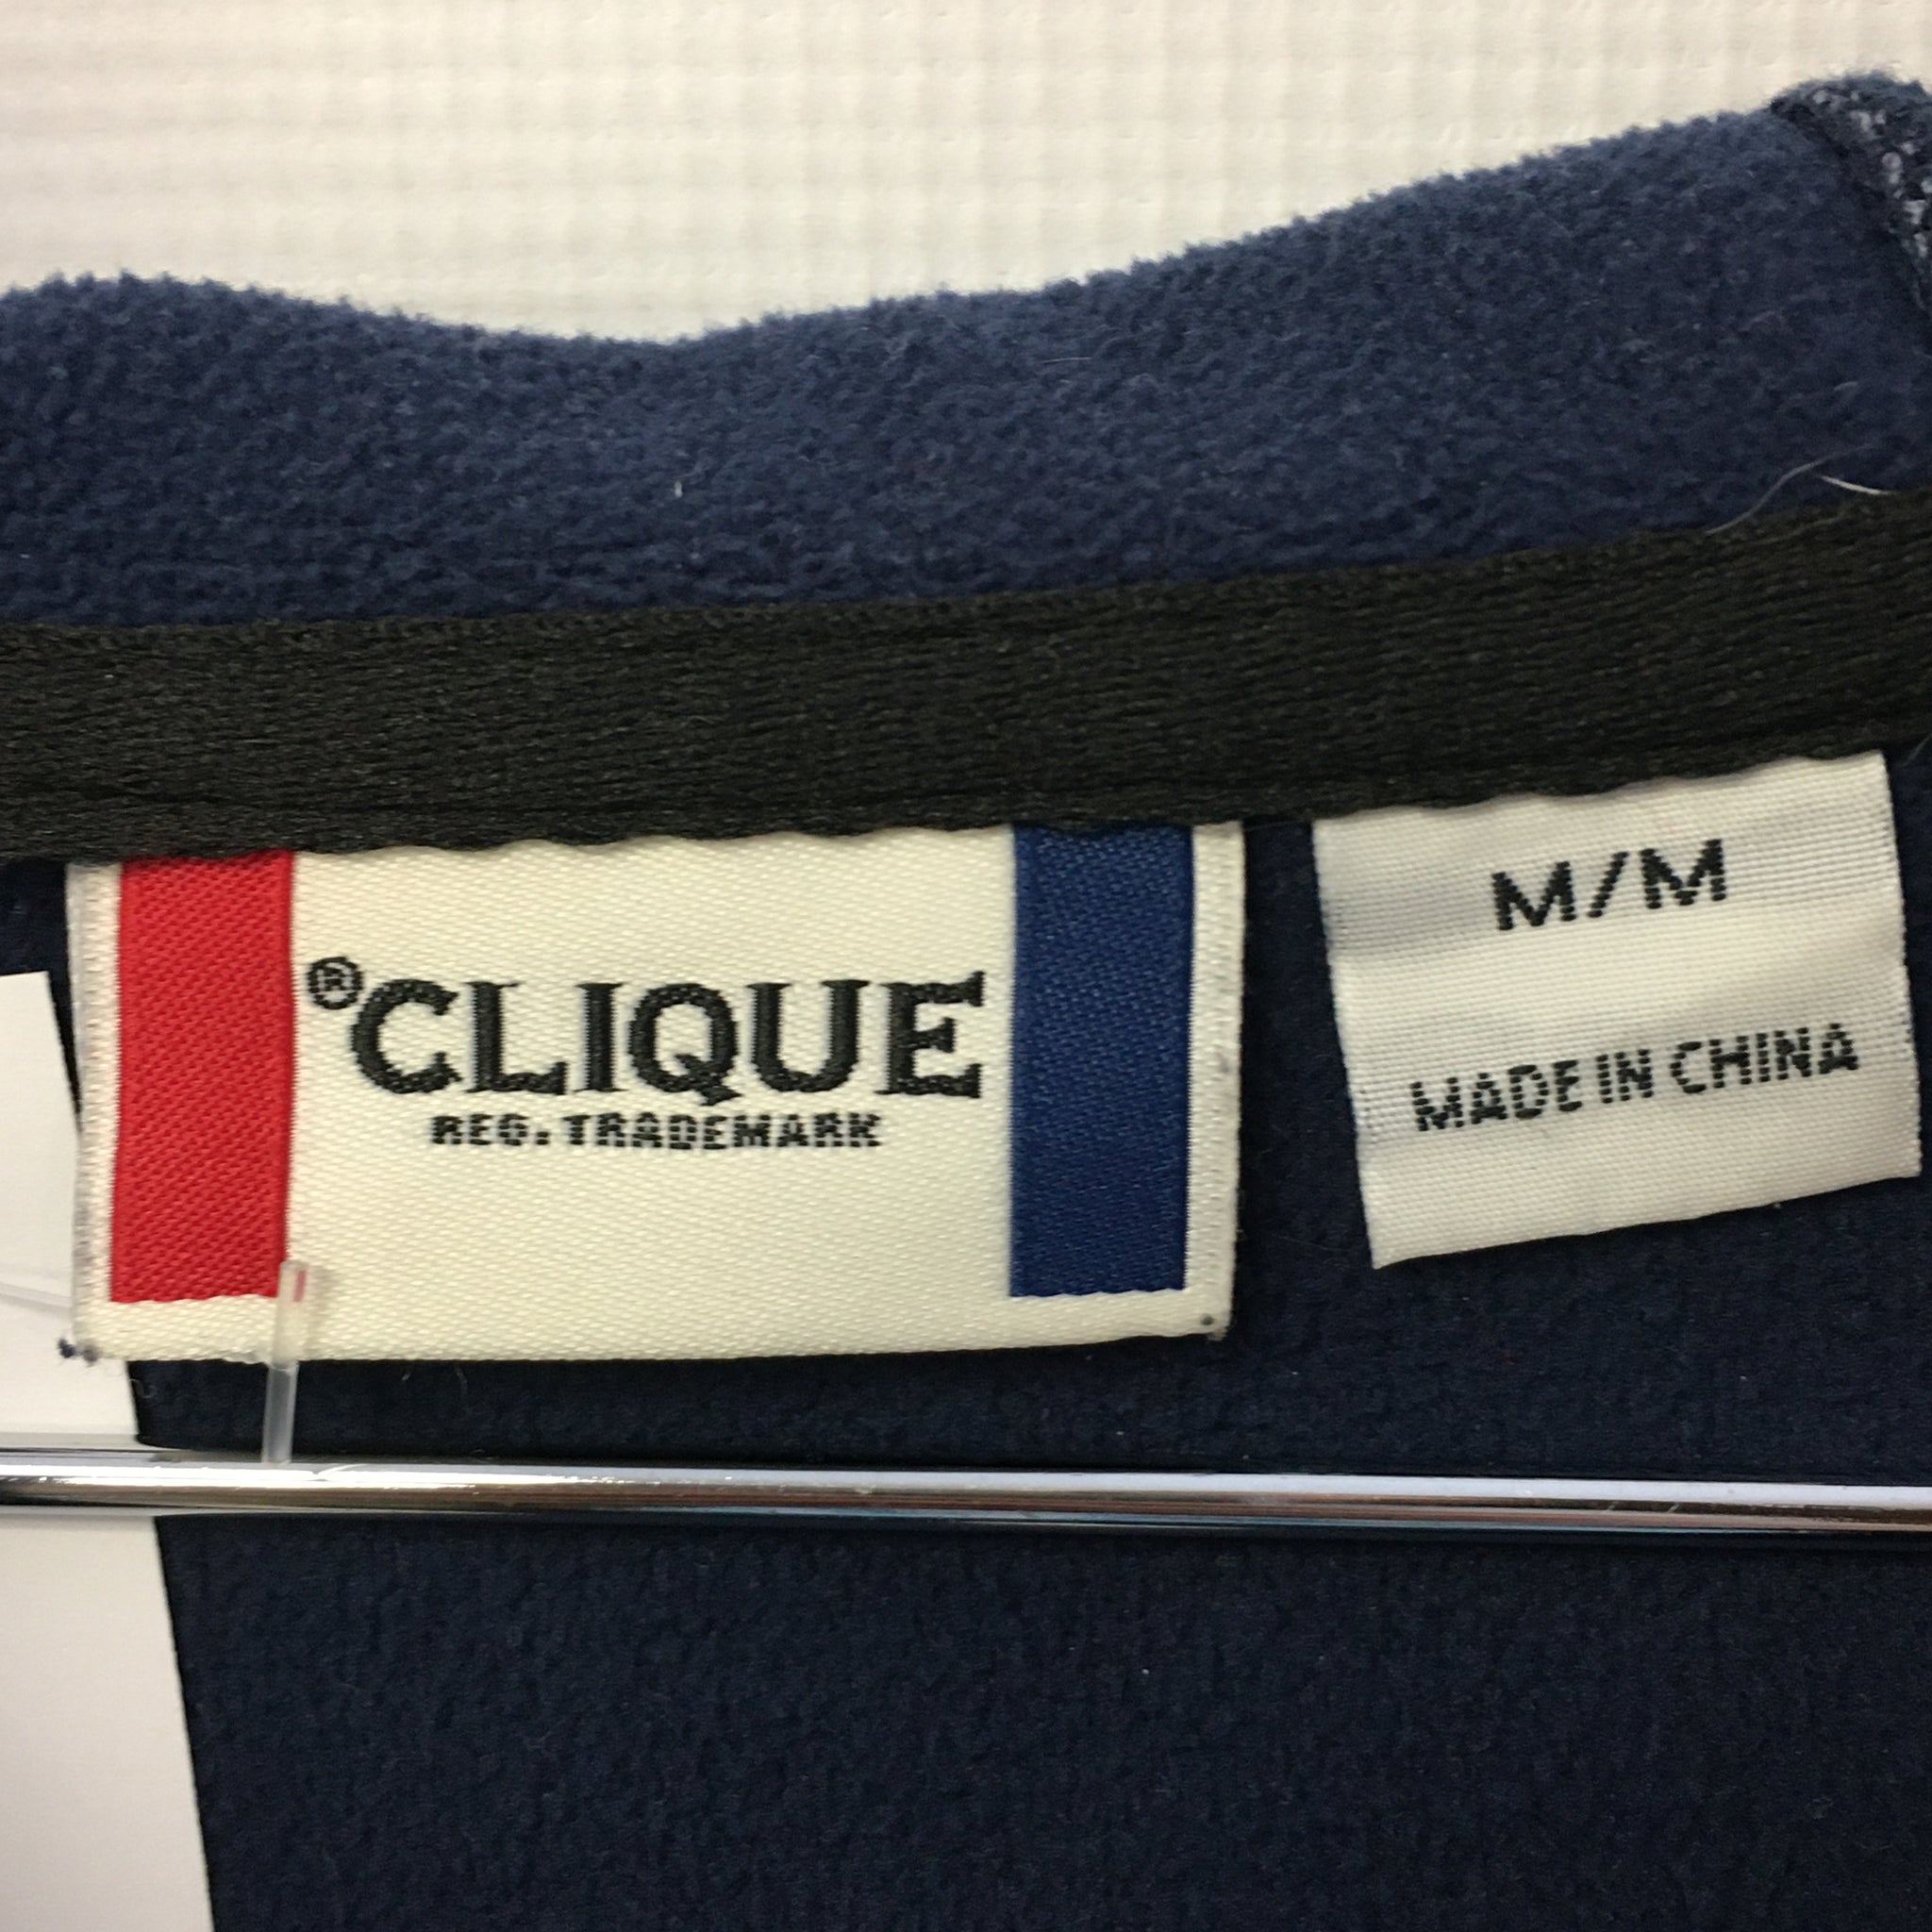 ®CLIQUE
REG. TRADEMARK
M/M
MADE IN CHINA